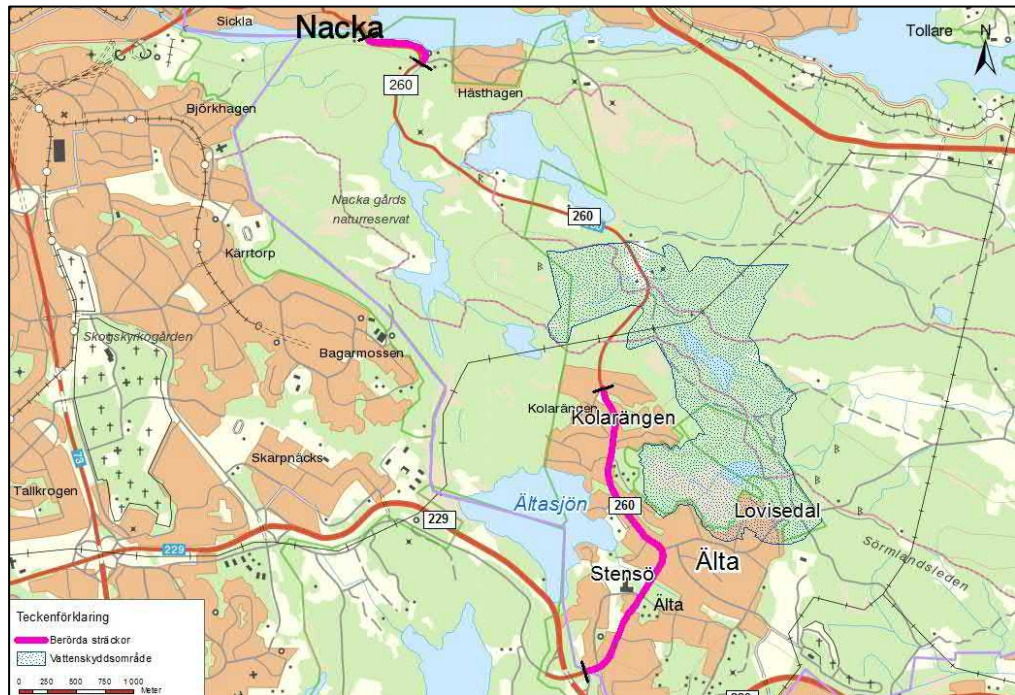 Sickla
Nacka
Tollare
N
260
Hästhagen
Björkhagen
Nacka gårds
naturreservat
260
Kärrtorp
Skogskyrkogården
Bagarmossen
Kolarängen
Kolarängen
73
Skarpnäcks
Tallkrogen
Ältasjön
260
229
229
Lovisedal
Älta
Stensö
Älta
Sörmlandsleden
Teckenförklaring
Berörda sträckor
Vattenskyddsområde
0 250 500 750 1 000
Meter